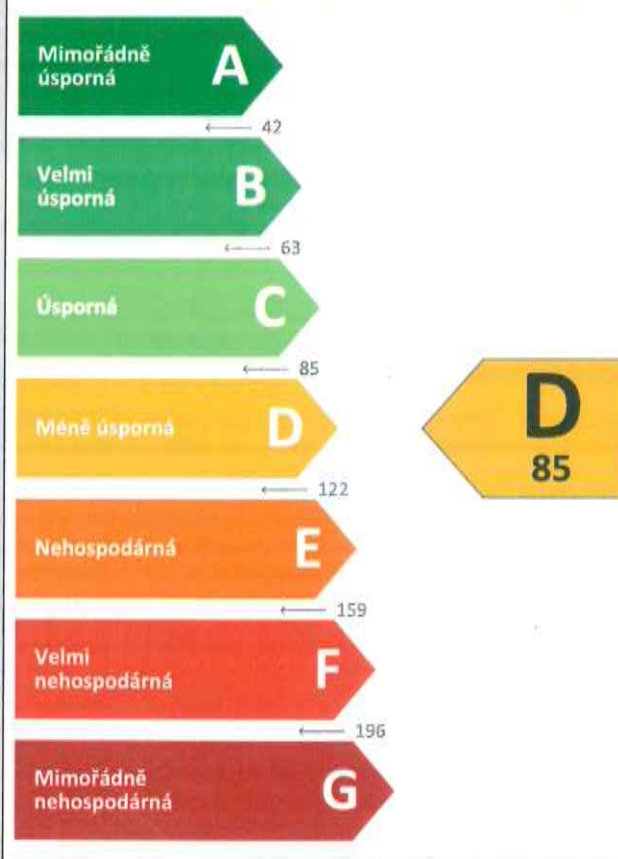 Mimořádně
úsporná
A
← 42
Velmi
úsporná
B
← 63
Úsporná
C
← 85
Méně úsporná
D
← 122
Nehospodárná
E
← 159
Velmi
nehospodárná
F
← 196
Mimořádně
nehospodárná
G
D
85